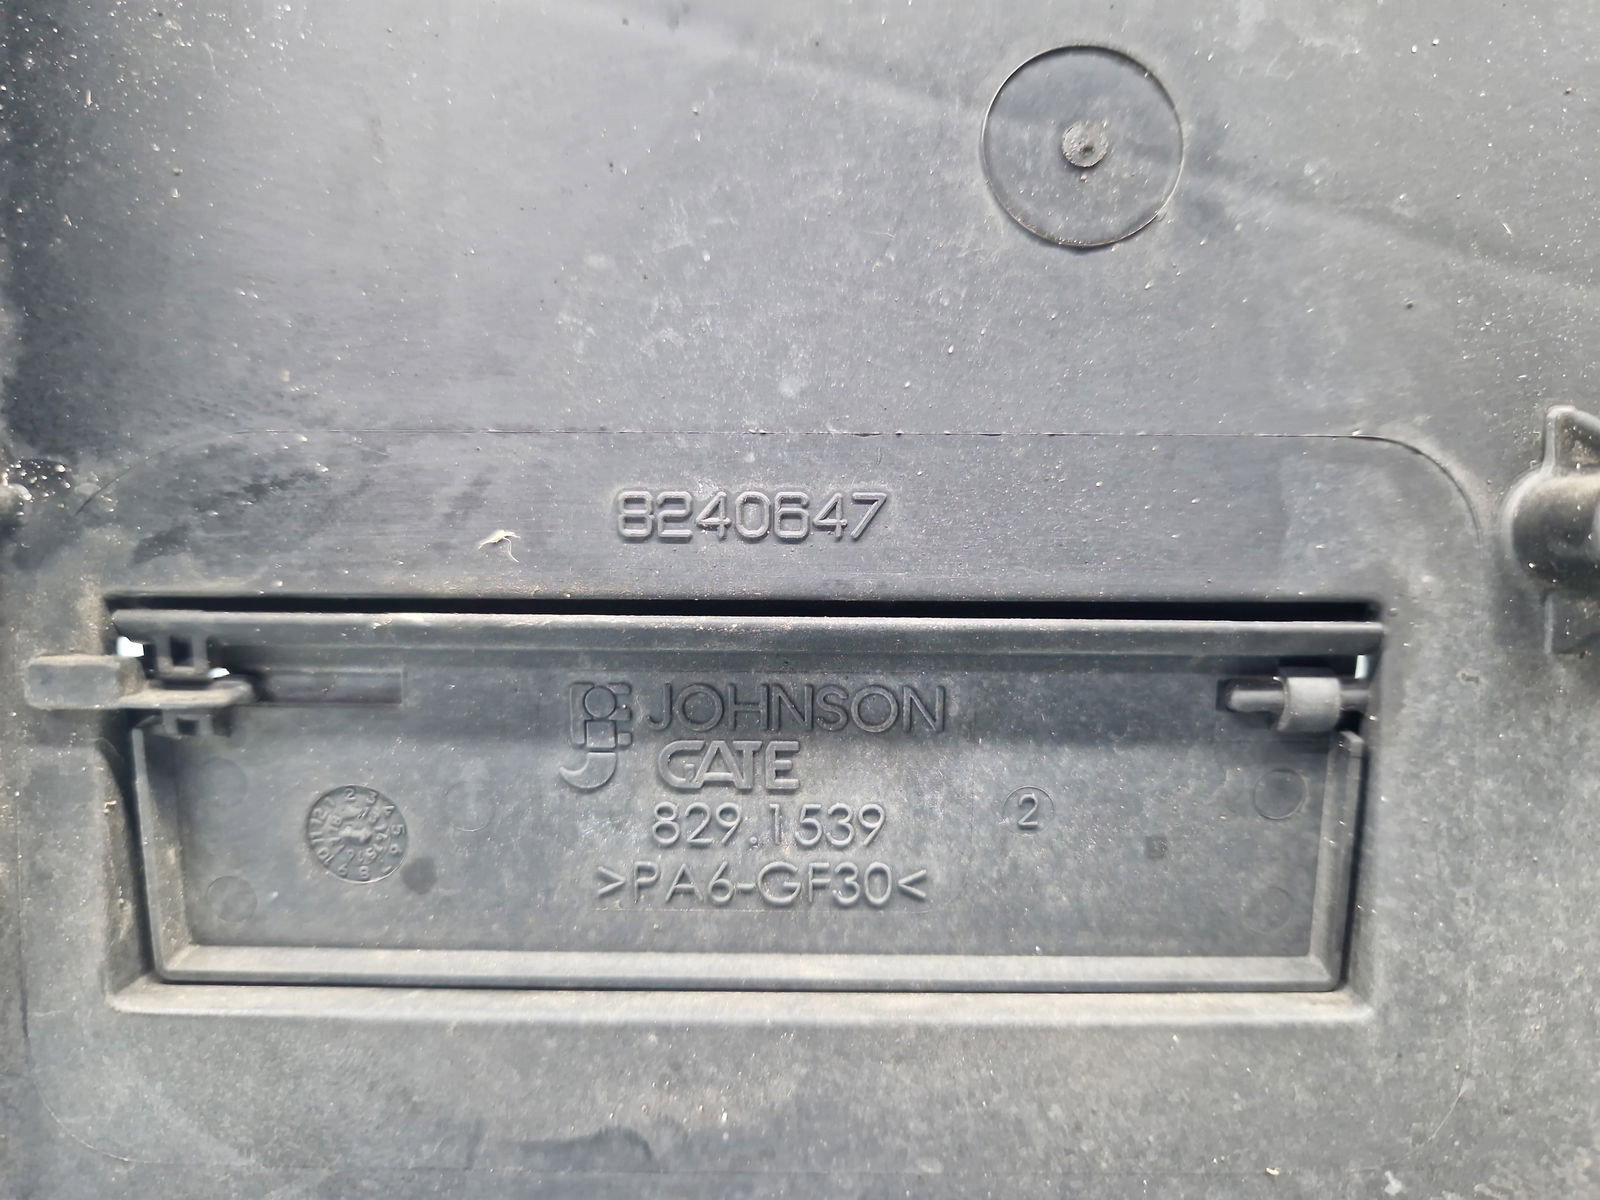 8240647
JOHNSON
GATE
829.1539
2
>PA6-GF30<